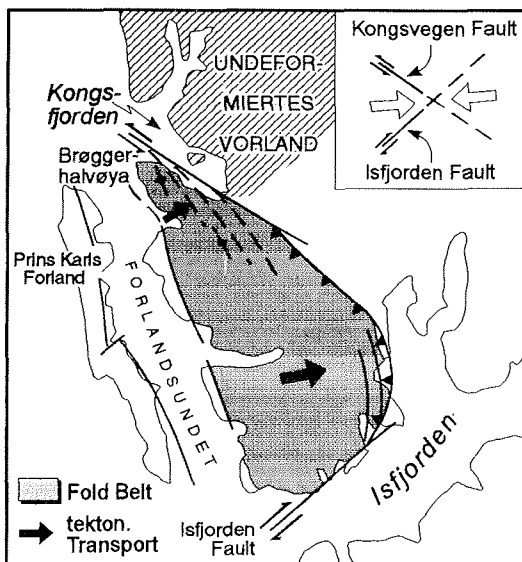 Kongsvegen Fault
Isfjorden Fault
UNDEFOR-
MIERTES
VORLAND
Kongs-
fjorden
Brøgger-
halvøya
Prins Karls
Forland
FORLANDSUNDET
Isfjorden
Isfjorden
Fault
Fold Belt
tekton.
Transport